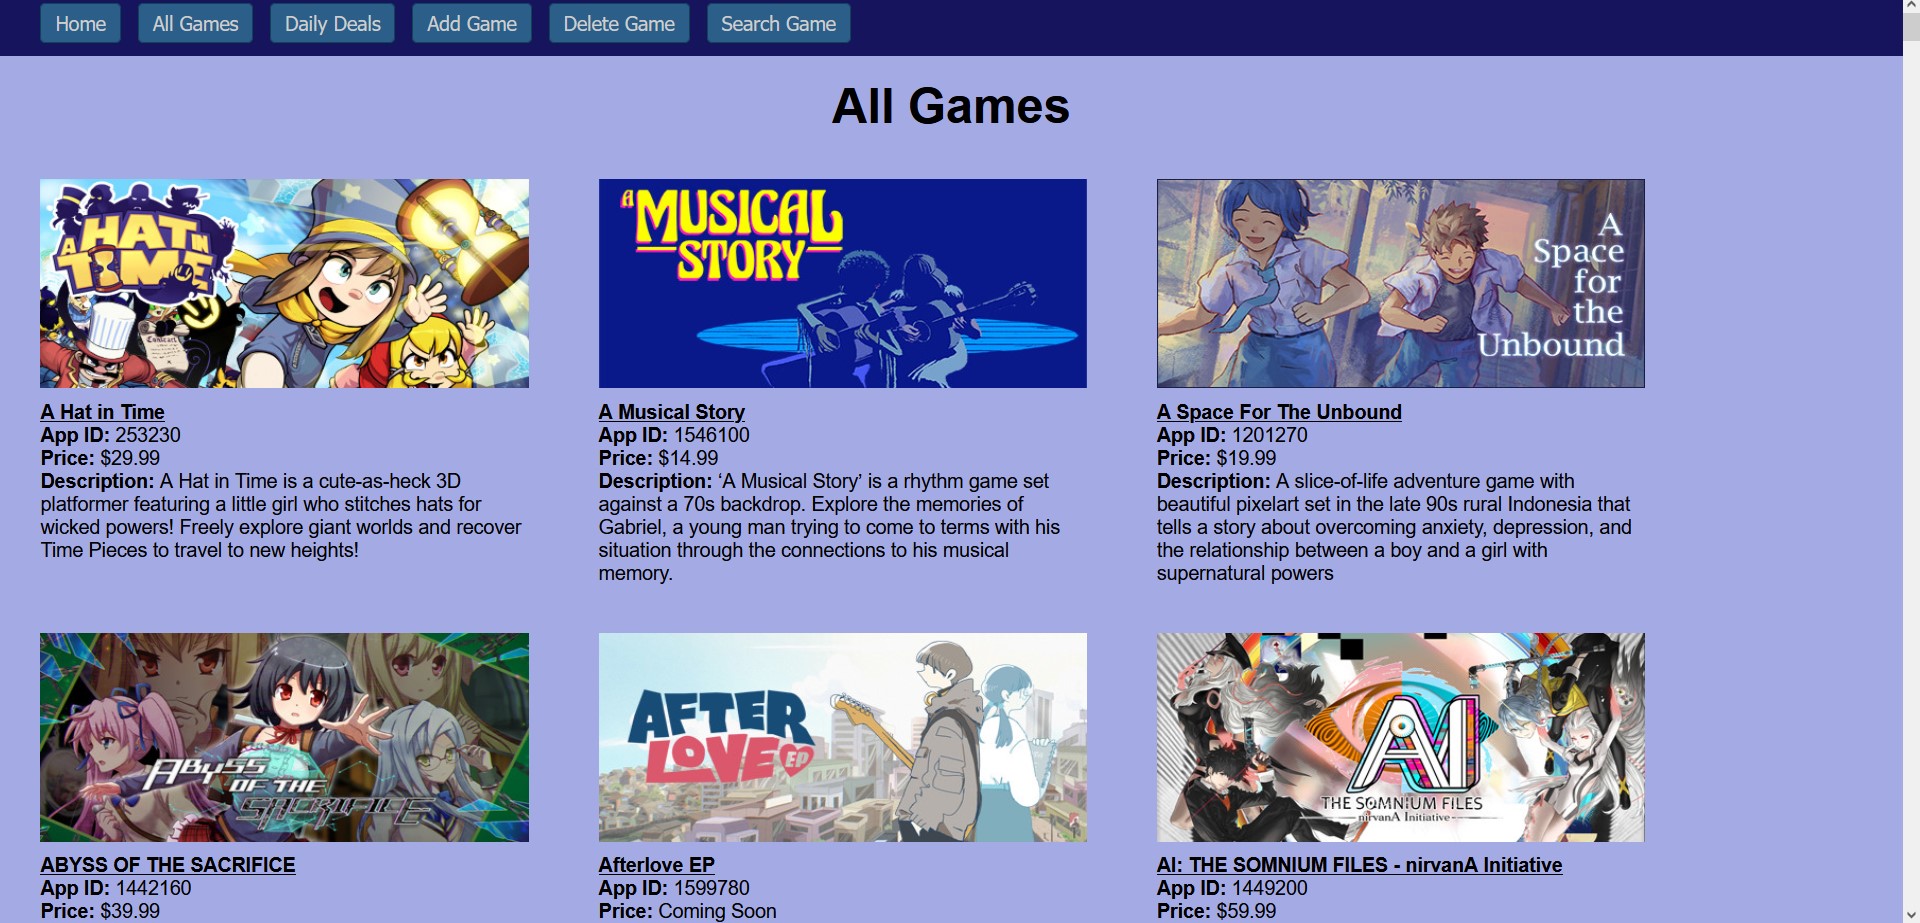 Home All Games Daily Deals Add Game Delete Game Search Game
All Games
A HAT IN TIME
A MUSICAL STORY
A
Space
for
the
Unbound
A Hat in Time
App ID: 253230
Price: $29.99
Description: A Hat in Time is a cute-as-heck 3D
platformer featuring a little girl who stitches hats for
wicked powers! Freely explore giant worlds and recover
Time Pieces to travel to new heights!
A Musical Story
App ID: 1546100
Price: $14.99
Description: ‘A Musical Story’ is a rhythm game set
against a 70s backdrop. Explore the memories of
Gabriel, a young man trying to come to terms with his
situation through the connections to his musical
memory.
A Space For The Unbound
App ID: 1201270
Price: $19.99
Description: A slice-of-life adventure game with
beautiful pixelart set in the late 90s rural Indonesia that
tells a story about overcoming anxiety, depression, and
the relationship between a boy and a girl with
supernatural powers
ABYSS
OF THE
SACRIFICE
AFTER
LOVE EP
AI
THE SOMNIUM FILES
nirvanA Initiative
ABYSS OF THE SACRIFICE
App ID: 1442160
Price: $39.99
Afterlove EP
App ID: 1599780
Price: Coming Soon
AI: THE SOMNIUM FILES - nirvanA Initiative
App ID: 1449200
Price: $59.99